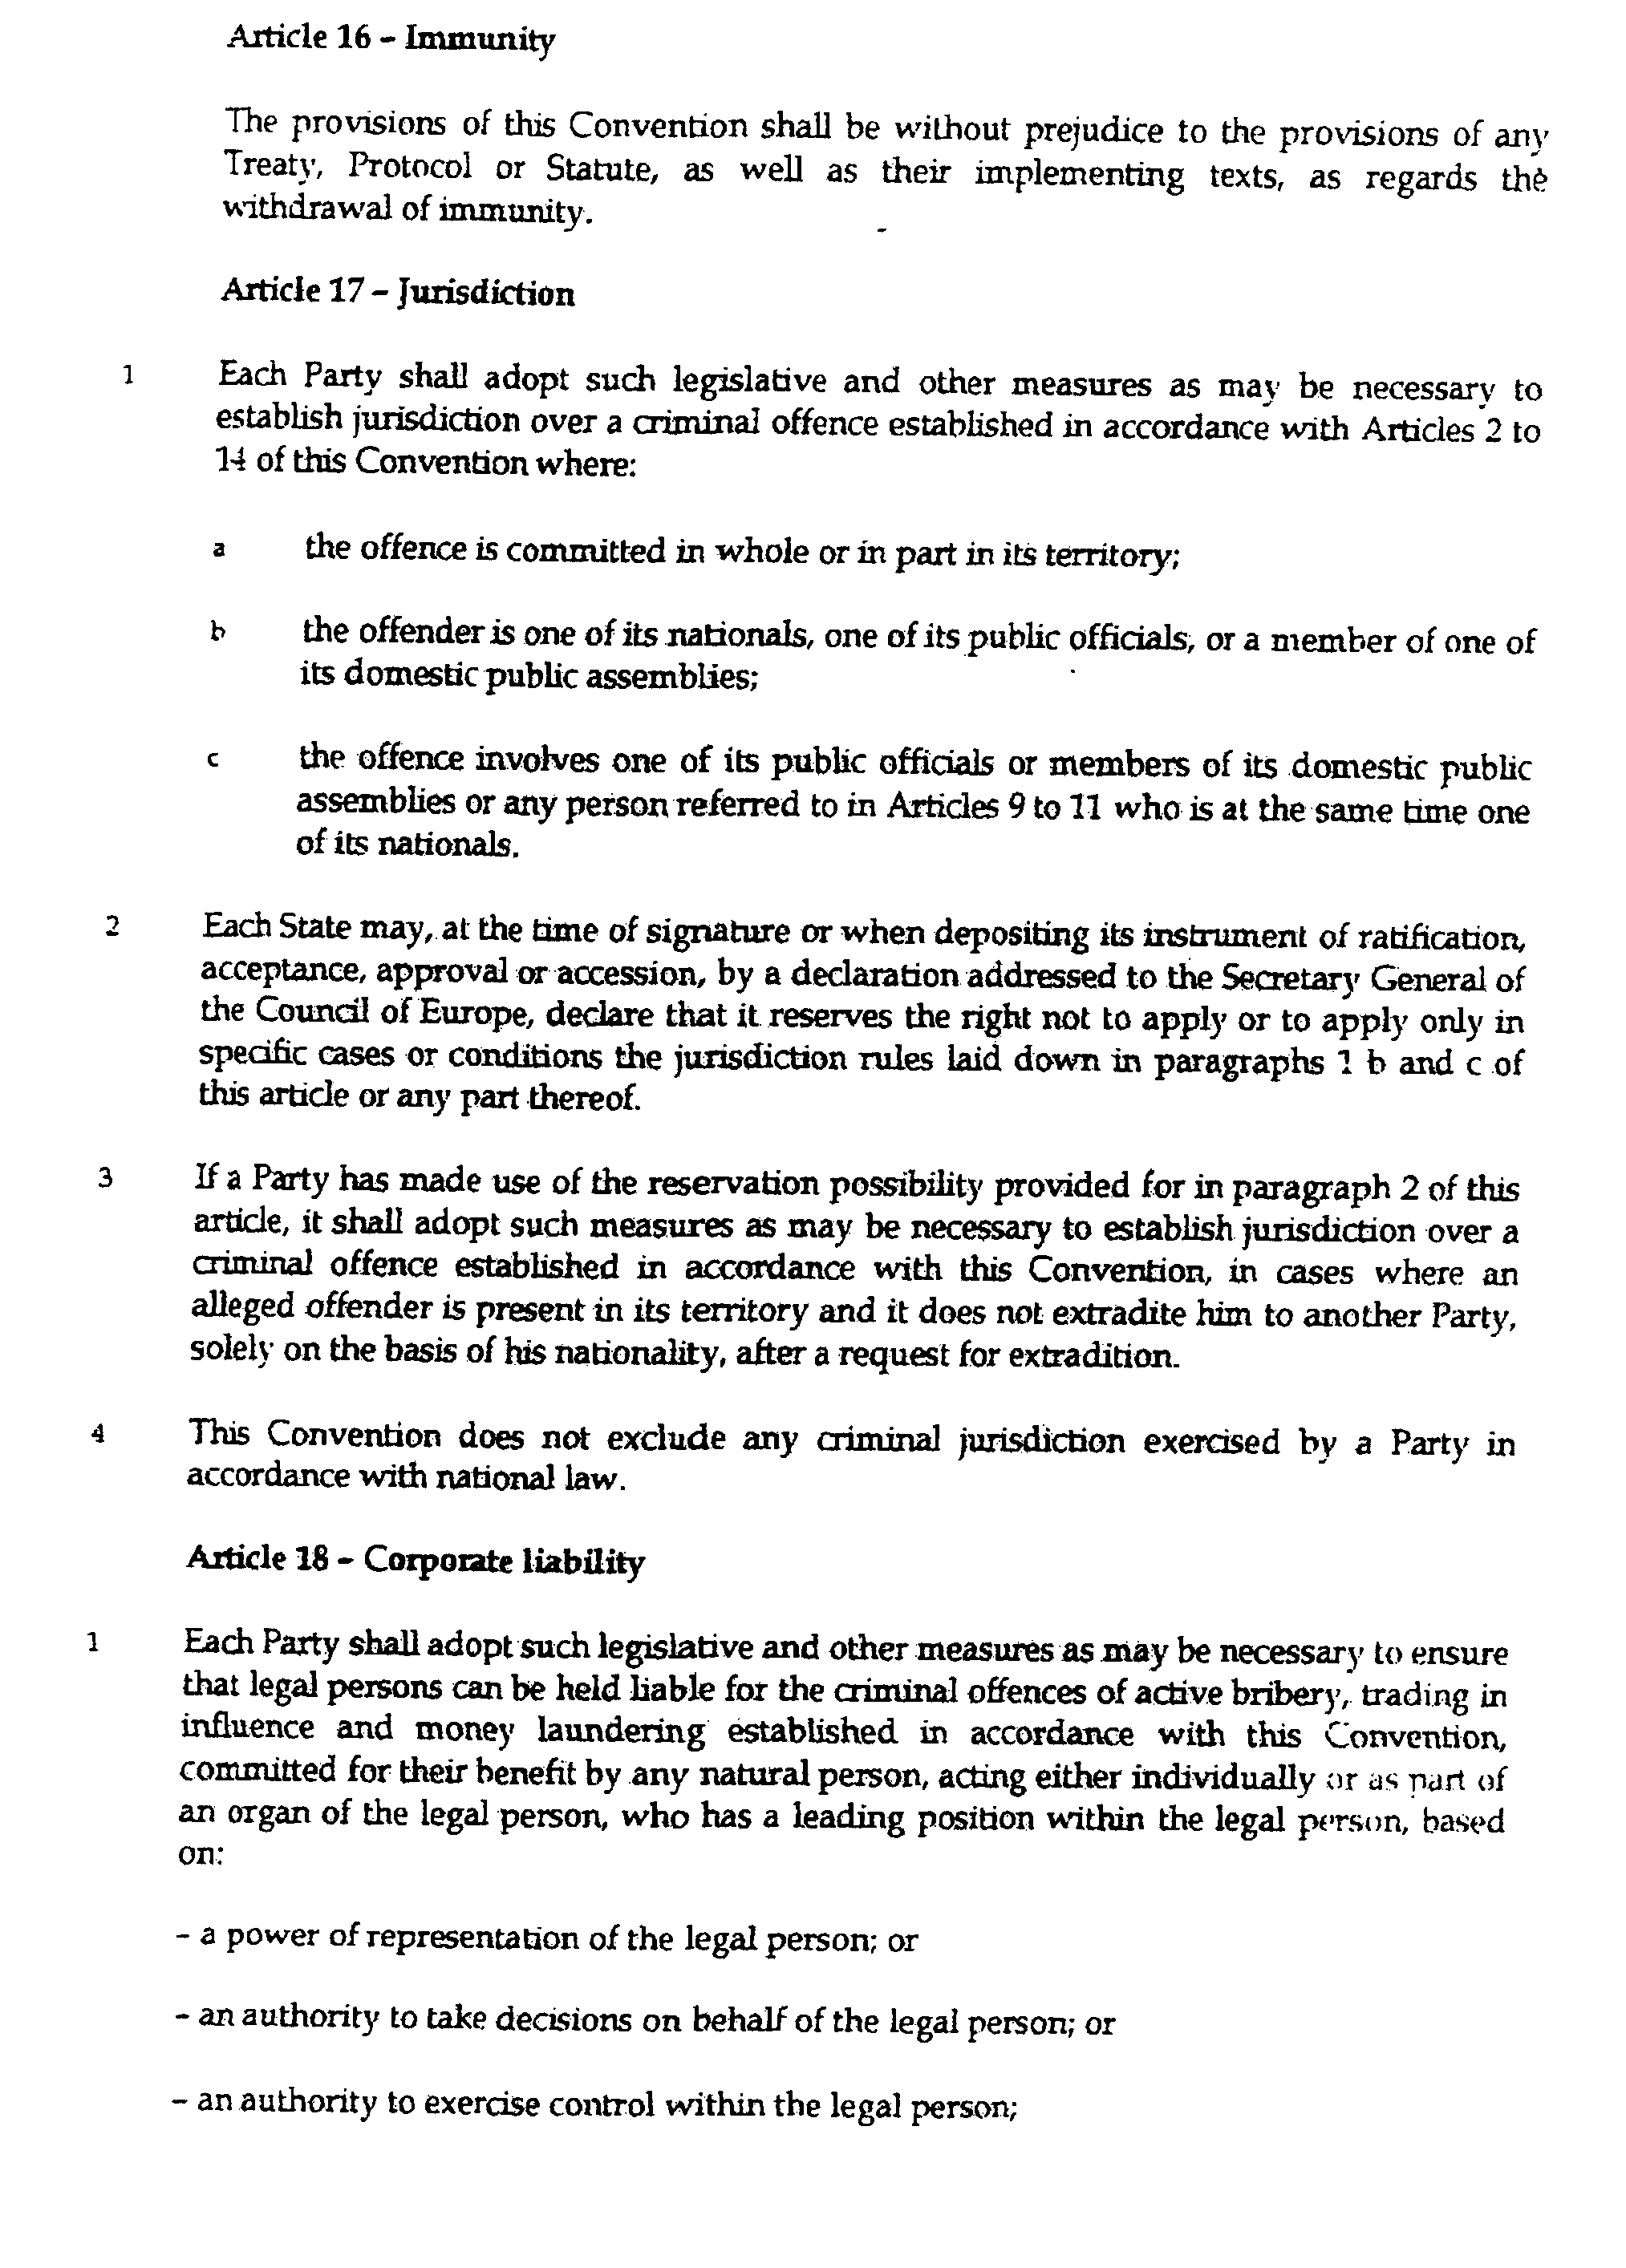 Article 16 – Immunity
The provisions of this Convention shall be without prejudice to the provisions of any
Treaty, Protocol or Statute, as well as their implementing texts, as regards the
withdrawal of immunity.
Article 17 – Jurisdiction
1 Each Party shall adopt such legislative and other measures as may be necessary to
establish jurisdiction over a criminal offence established in accordance with Articles 2 to
14 of this Convention where:
a the offence is committed in whole or in part in its territory;
b the offender is one of its nationals, one of its public officials, or a member of one of
its domestic public assemblies;
c the offence involves one of its public officials or members of its domestic public
assemblies or any person referred to in Articles 9 to 11 who is at the same time one
of its nationals.
2 Each State may, at the time of signature or when depositing its instrument of ratification,
acceptance, approval or accession, by a declaration addressed to the Secretary General of
the Council of Europe, declare that it reserves the right not to apply or to apply only in
specific cases or conditions the jurisdiction rules laid down in paragraphs 1 b and c of
this article or any part thereof.
3 If a Party has made use of the reservation possibility provided for in paragraph 2 of this
article, it shall adopt such measures as may be necessary to establish jurisdiction over a
criminal offence established in accordance with this Convention, in cases where an
alleged offender is present in its territory and it does not extradite him to another Party,
solely on the basis of his nationality, after a request for extradition.
4 This Convention does not exclude any criminal jurisdiction exercised by a Party in
accordance with national law.
Article 18 – Corporate liability
1 Each Party shall adopt such legislative and other measures as may be necessary to ensure
that legal persons can be held liable for the criminal offences of active bribery, trading in
influence and money laundering established in accordance with this Convention,
committed for their benefit by any natural person, acting either individually or as part of
an organ of the legal person, who has a leading position within the legal person, based
on:
– a power of representation of the legal person; or
– an authority to take decisions on behalf of the legal person; or
– an authority to exercise control within the legal person;